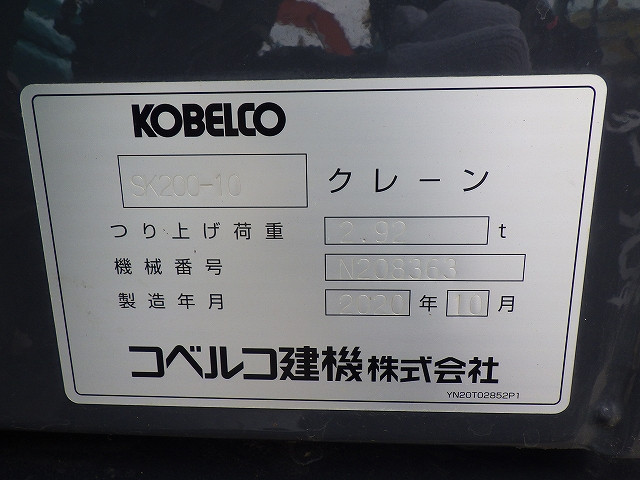 KOBELCO
SK200-10 クレーン
つり上げ荷重 2.92 t
機械番号 N208363
製造年月 2020 年 10 月
コベルコ建機株式会社
YN20T02852P1